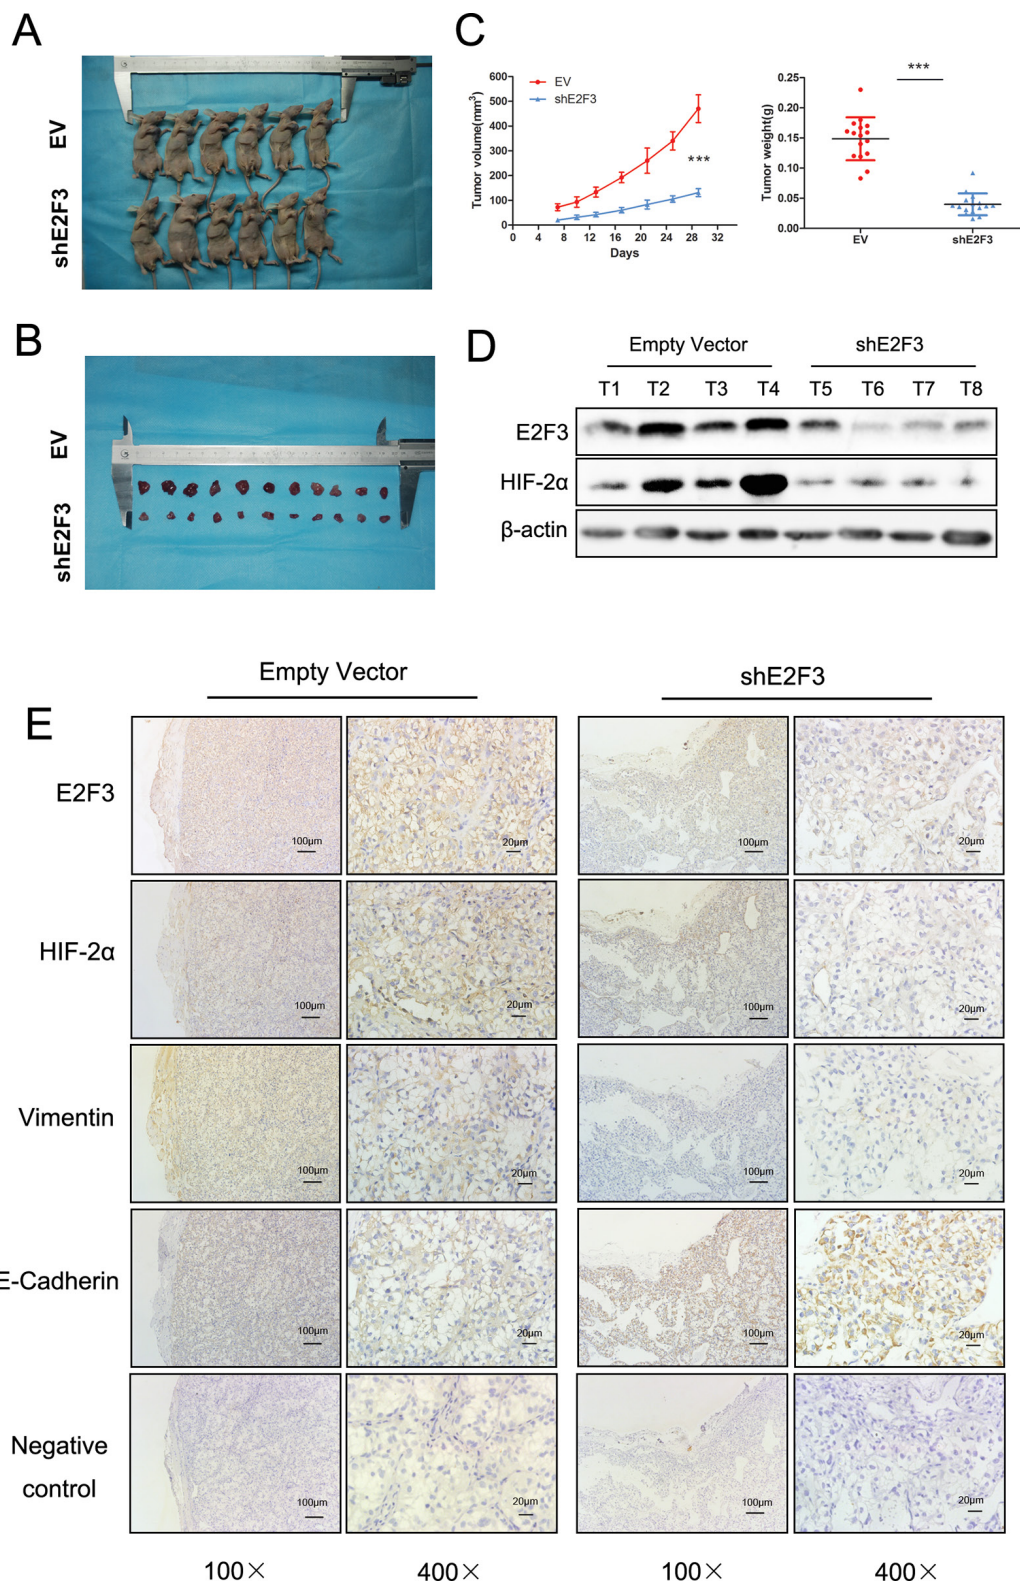 A
EV
shE2F3
B
EV
shE2F3
C
Tumor volume(mm³)
600
500
400
300
200
100
0
EV
shE2F3
***
0 4 8 12 16 20 24 28 32
Days
***
Tumor weight(g)
0.25
0.20
0.15
0.10
0.05
0.00
EV shE2F3
D
Empty Vector shE2F3
T1 T2 T3 T4 T5 T6 T7 T8
E2F3
HIF-2α
β-actin
E
Empty Vector shE2F3
E2F3
100μm 20μm 100μm 20μm
HIF-2α
100μm 20μm 100μm 20μm
Vimentin
100μm 20μm 100μm 20μm
E-Cadherin
100μm 20μm 100μm 20μm
Negative
control
100μm 20μm 100μm 20μm
100× 400× 100× 400×